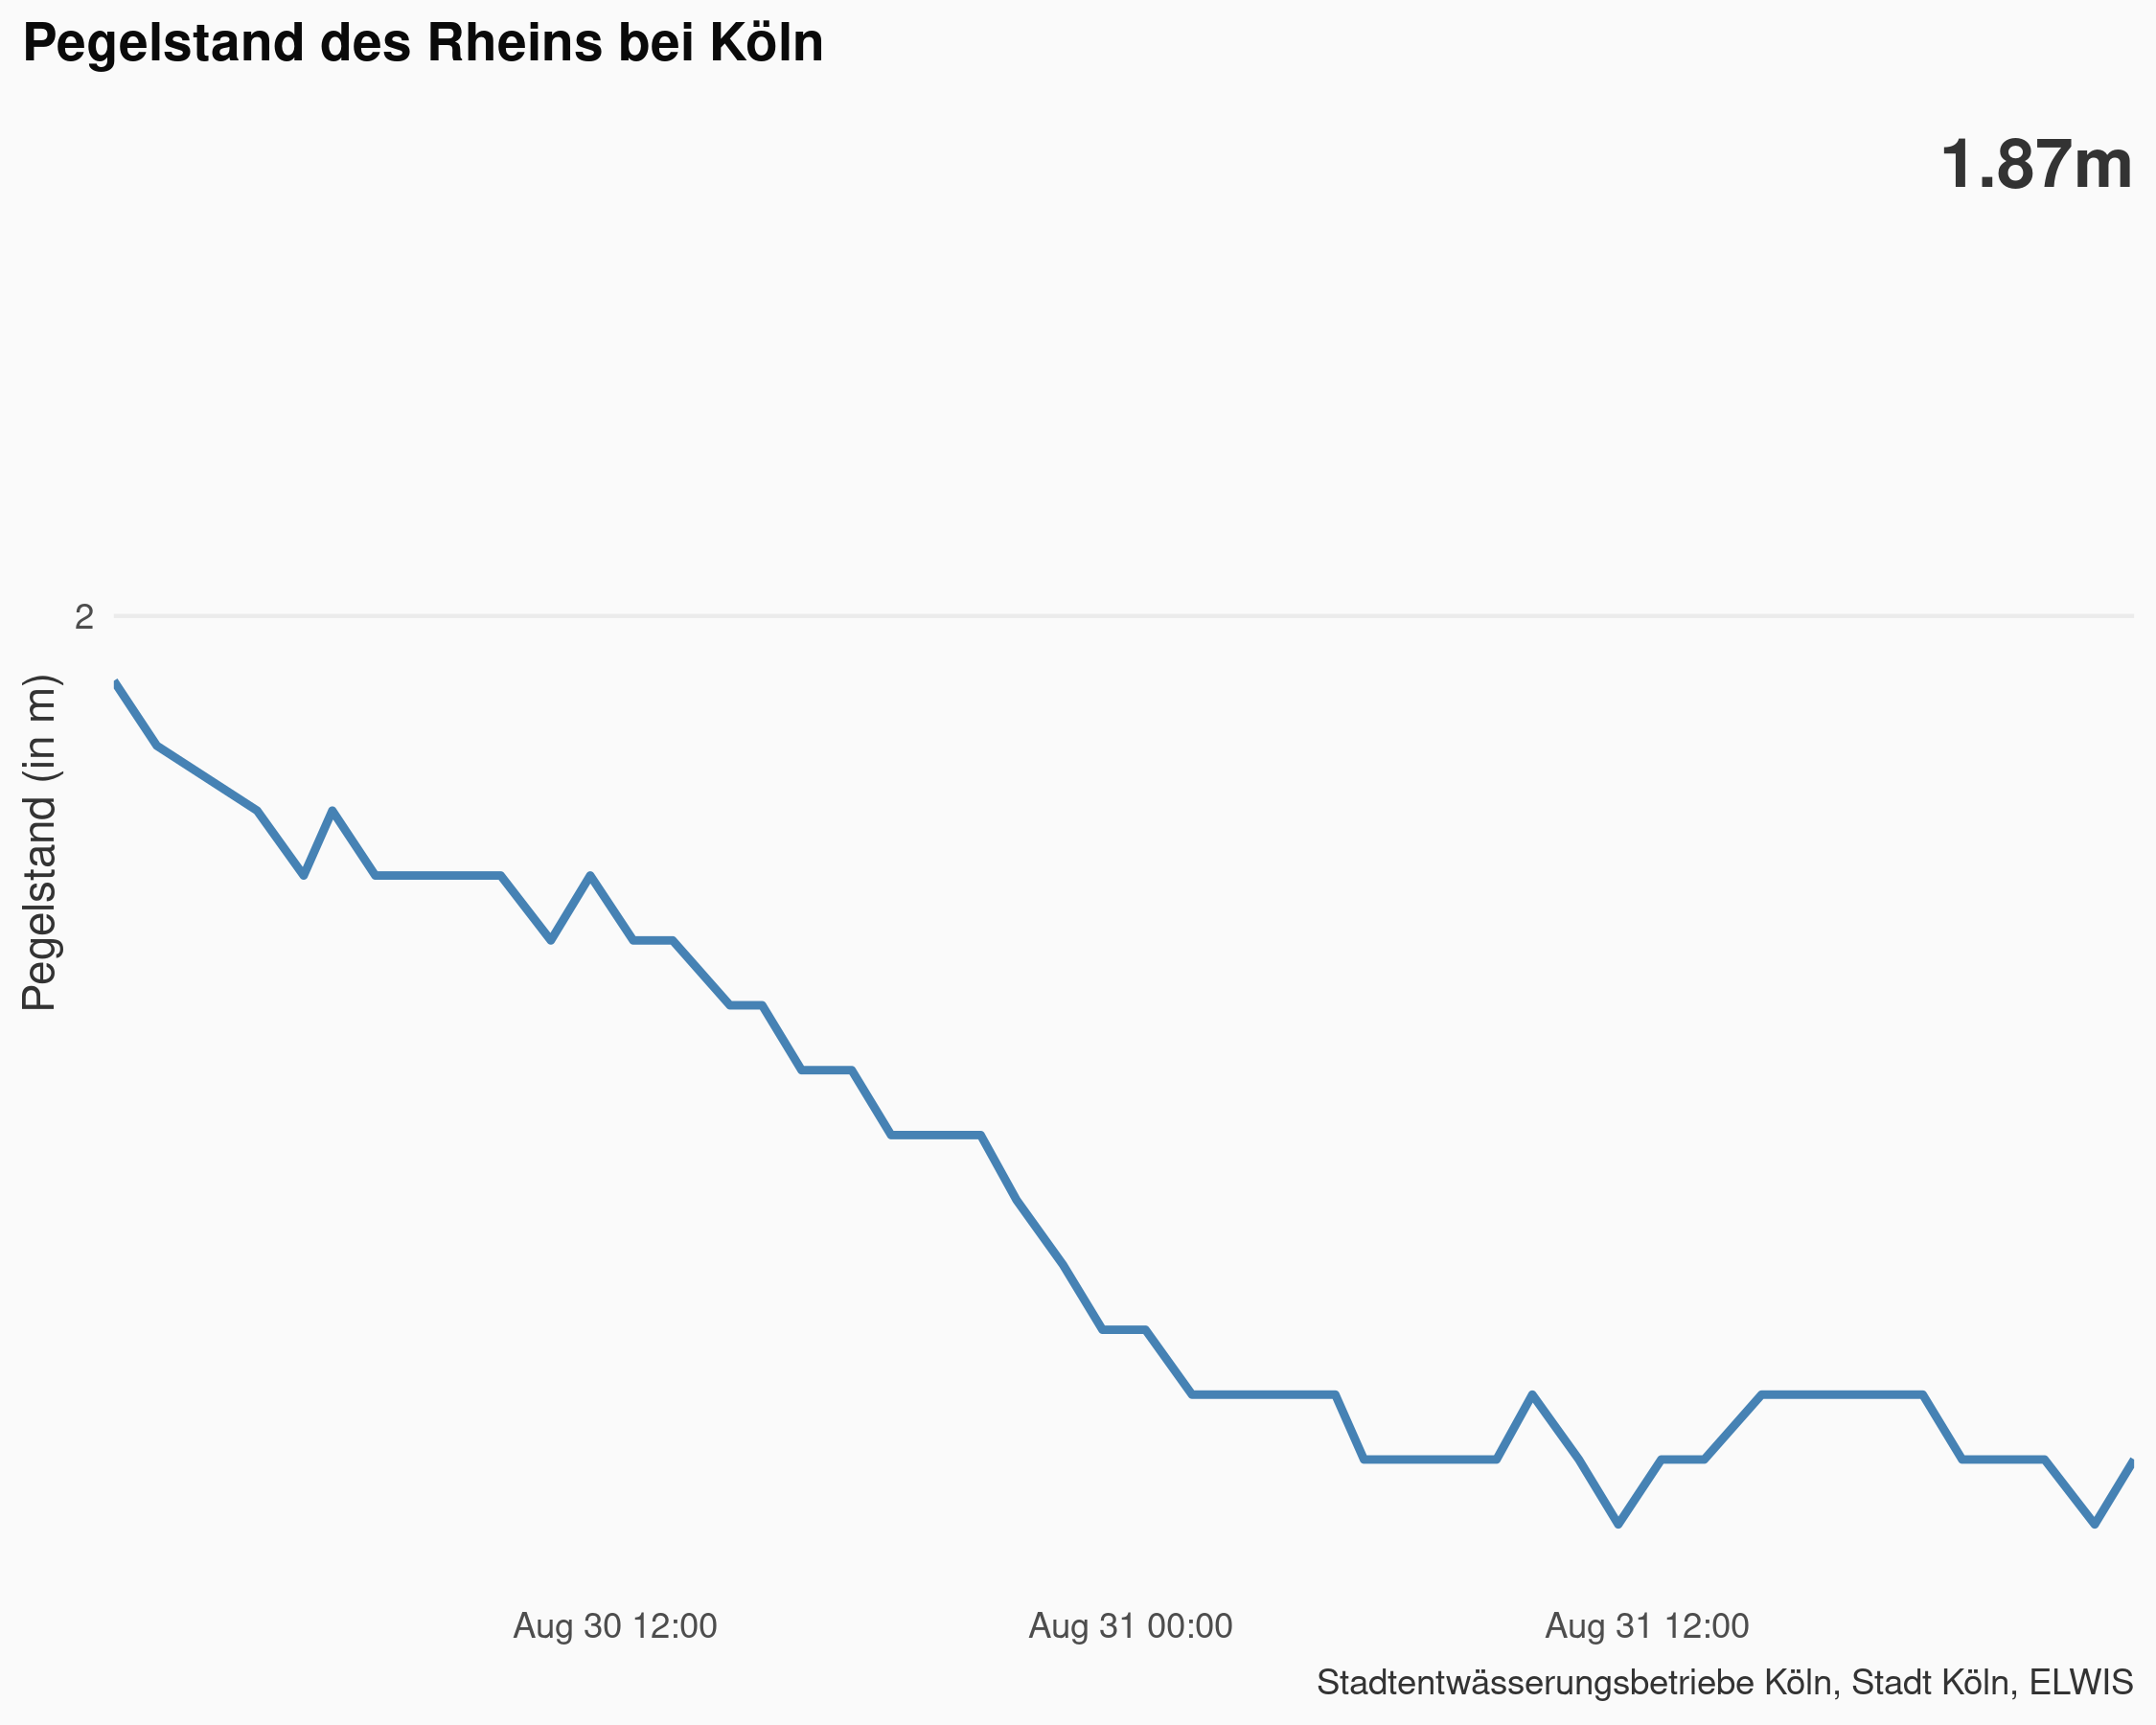 Pegelstand des Rheins bei Köln
1.87m
2
Pegelstand (in m)
Aug 30 12:00
Aug 31 00:00
Aug 31 12:00
Stadtentwässerungsbetriebe Köln, Stadt Köln, ELWIS